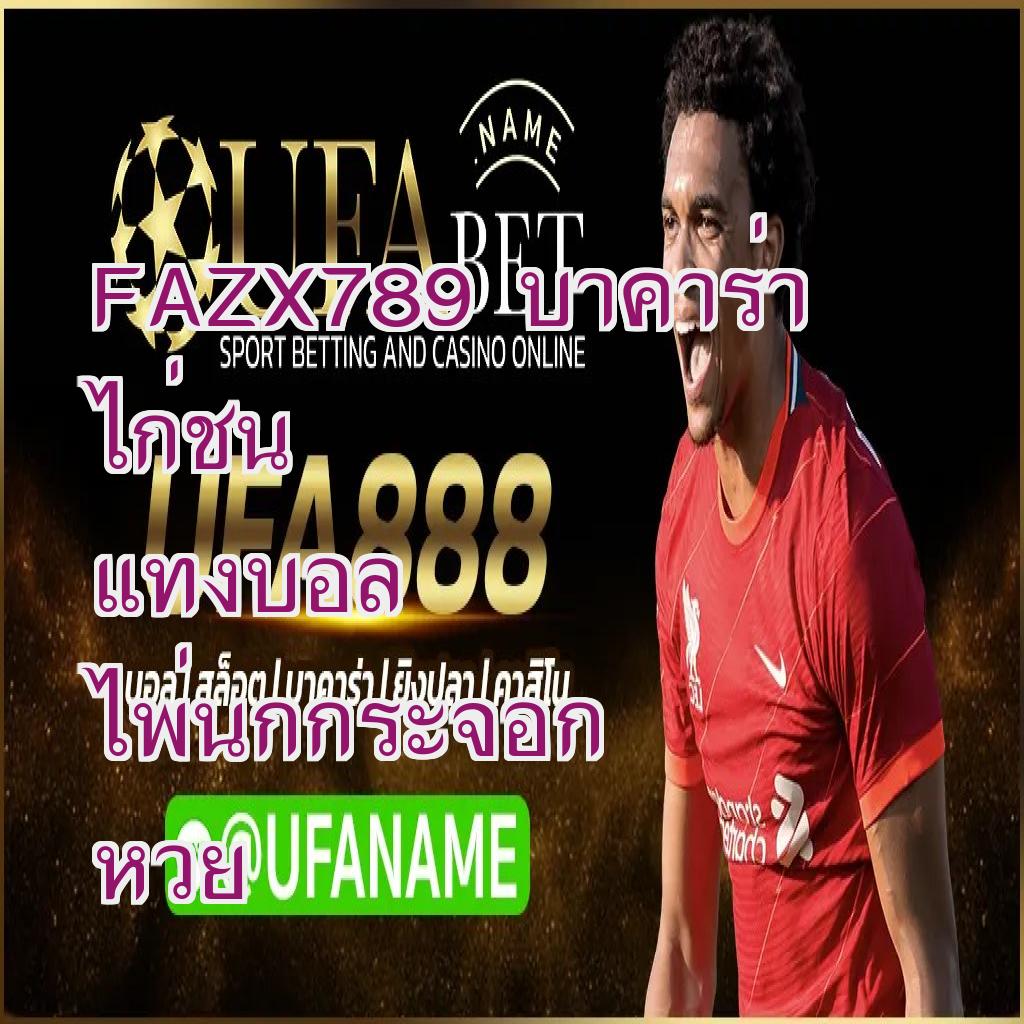 .NAME
UFA BET
FAZX789 บาคาร่า
SPORT BETTING AND CASINO ONLINE
ไก่ชน
UFA888
แทงบอล
บอล | สล็อต | บาคาร่า | ยิงปลา | คาสิโน
ไพ่นกกระจอก
หวย
@UFANAME